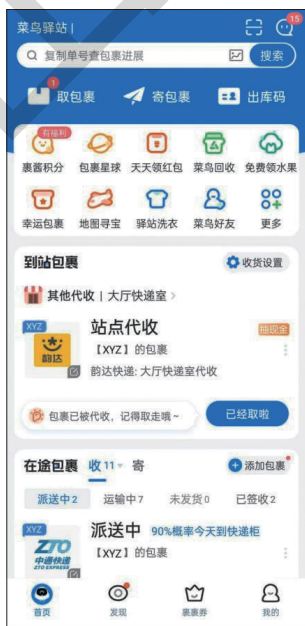 菜鸟驿站 |
15
复制单号查包裹进展
搜索
1
取包裹
寄包裹
出库码
有福利
裹酱积分 包裹星球 天天领红包 菜鸟回收 免费领水果
幸运包裹 地图寻宝 驿站洗衣 菜鸟好友 更多
到站包裹
收货设置
其他代收 | 大厅快递室 >
XYZ
站点代收
抽现金
【XYZ】的包裹
韵达
韵达快递: 大厅快递室代收
包裹已被代收，记得取走哦~
已经取啦
在途包裹 收 11 寄
添加包裹
派送中 2 运输中 7 未发货 0 已签收 2
XYZ
派送中 90%概率今天到快递柜
【XYZ】的包裹
ZTO
中通快递
ZTO EXPRESS
首页 发现 裹裹券 我的